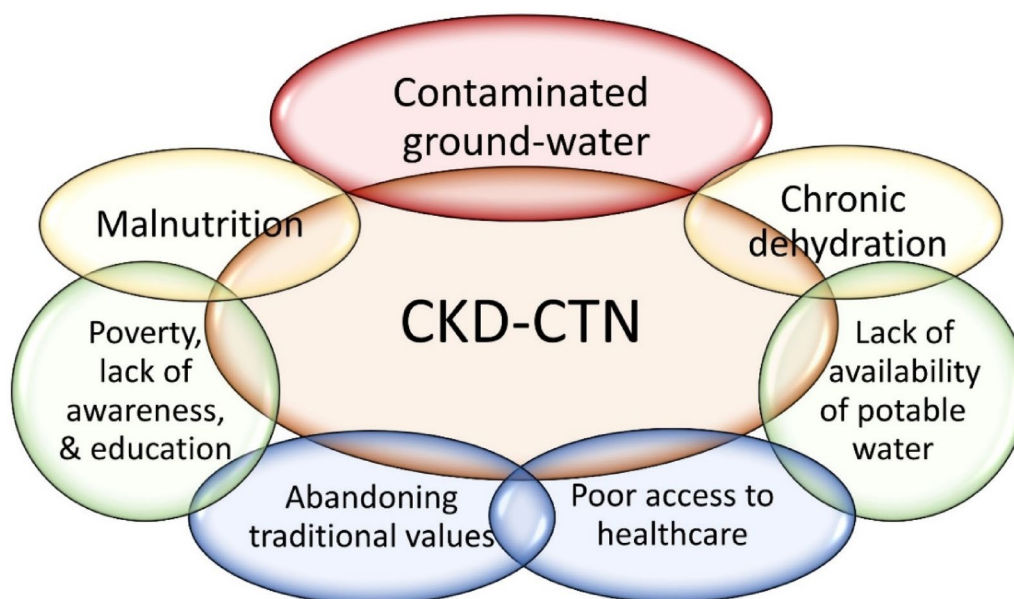 Contaminated
ground-water
Malnutrition
Chronic
dehydration
CKD-CTN
Poverty,
lack of
awareness,
& education
Lack of
availability
of potable
water
Abandoning
traditional values
Poor access to
healthcare